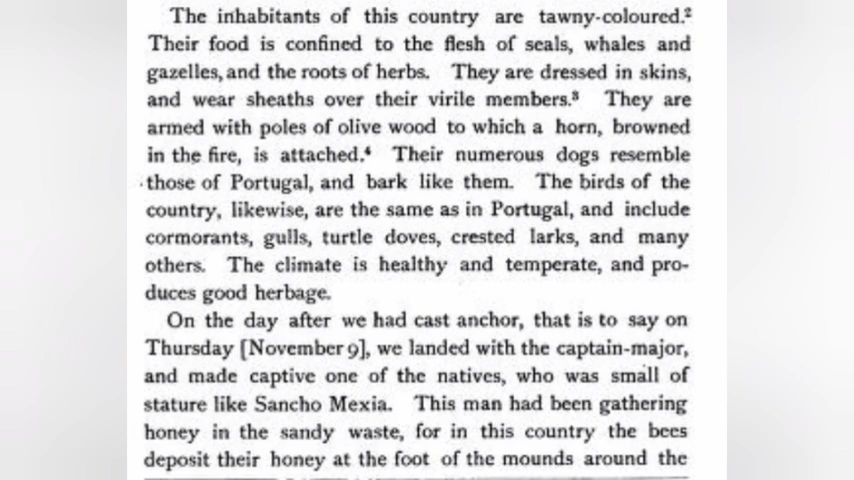 The inhabitants of this country are tawny-coloured.²
Their food is confined to the flesh of seals, whales and
gazelles, and the roots of herbs. They are dressed in skins,
and wear sheaths over their virile members.³ They are
armed with poles of olive wood to which a horn, browned
in the fire, is attached.⁴ Their numerous dogs resemble
those of Portugal, and bark like them. The birds of the
country, likewise, are the same as in Portugal, and include
cormorants, gulls, turtle doves, crested larks, and many
others. The climate is healthy and temperate, and pro-
duces good herbage.
On the day after we had cast anchor, that is to say on
Thursday [November 9], we landed with the captain-major,
and made captive one of the natives, who was small of
stature like Sancho Mexia. This man had been gathering
honey in the sandy waste, for in this country the bees
deposit their honey at the foot of the mounds around the